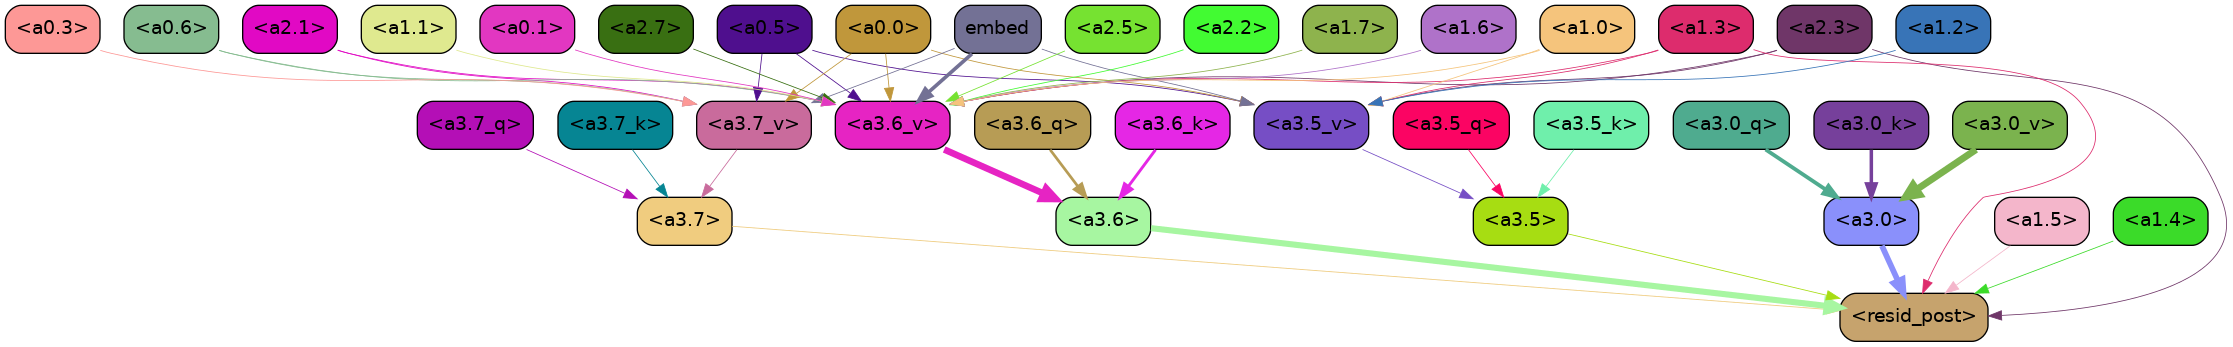 <a0.3> <a0.6> <a2.1> <a1.1> <a0.1> <a2.7> <a0.5> <a0.0> embed <a2.5> <a2.2> <a1.7> <a1.6> <a1.0> <a1.3> <a2.3> <a1.2>
<a3.7_q> <a3.7_k> <a3.7_v> <a3.6_v> <a3.6_q> <a3.6_k> <a3.5_v> <a3.5_q> <a3.5_k> <a3.0_q> <a3.0_k> <a3.0_v>
<a3.7> <a3.6> <a3.5> <a3.0> <a1.5> <a1.4>
<resid_post>